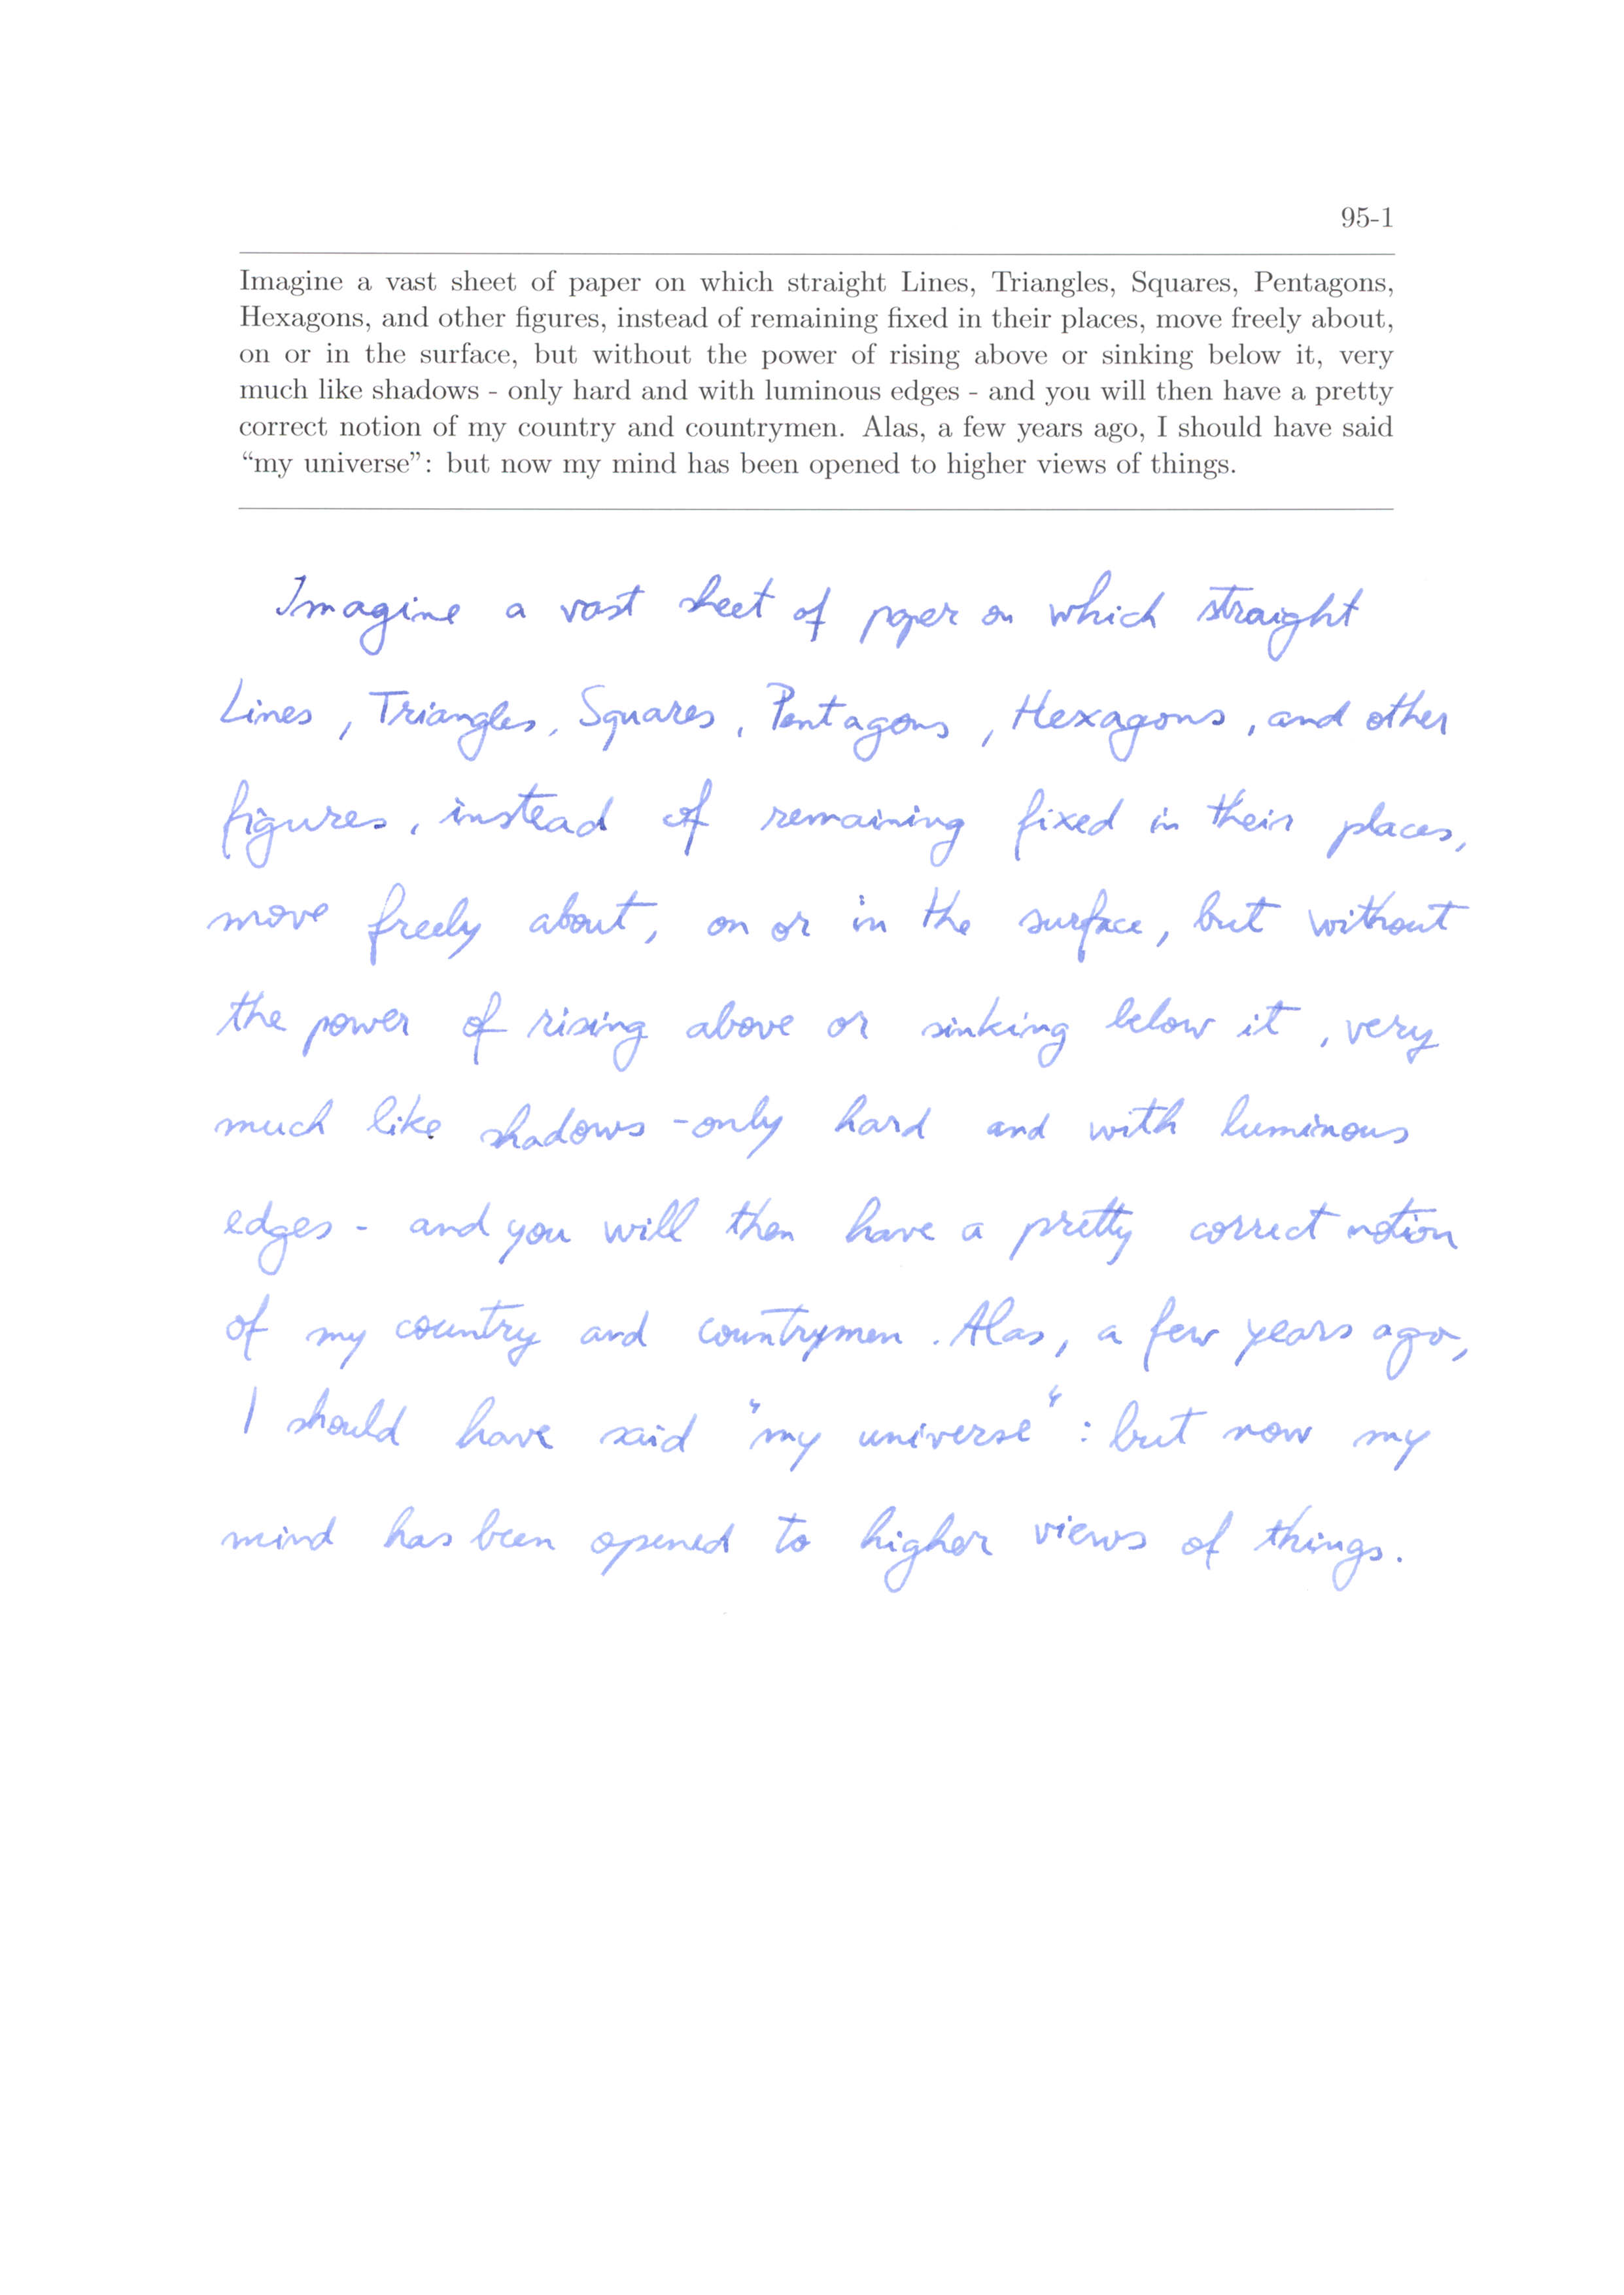 95-1
Imagine a vast sheet of paper on which straight Lines, Triangles, Squares, Pentagons,
Hexagons, and other figures, instead of remaining fixed in their places, move freely about,
on or in the surface, but without the power of rising above or sinking below it, very
much like shadows - only hard and with luminous edges - and you will then have a pretty
correct notion of my country and countrymen. Alas, a few years ago, I should have said
“my universe”: but now my mind has been opened to higher views of things.
Imagine a vast sheet of paper on which straight
Lines, Triangles, Squares, Pentagons, Hexagons, and other
figures, instead of remaining fixed in their places,
move freely about, on or in the surface, but without
the power of rising above or sinking below it, very
much like shadows - only hard and with luminous
edges - and you will then have a pretty correct notion
of my country and countrymen. Alas, a few years ago,
I should have said "my universe": but now my
mind has been opened to higher views of things.